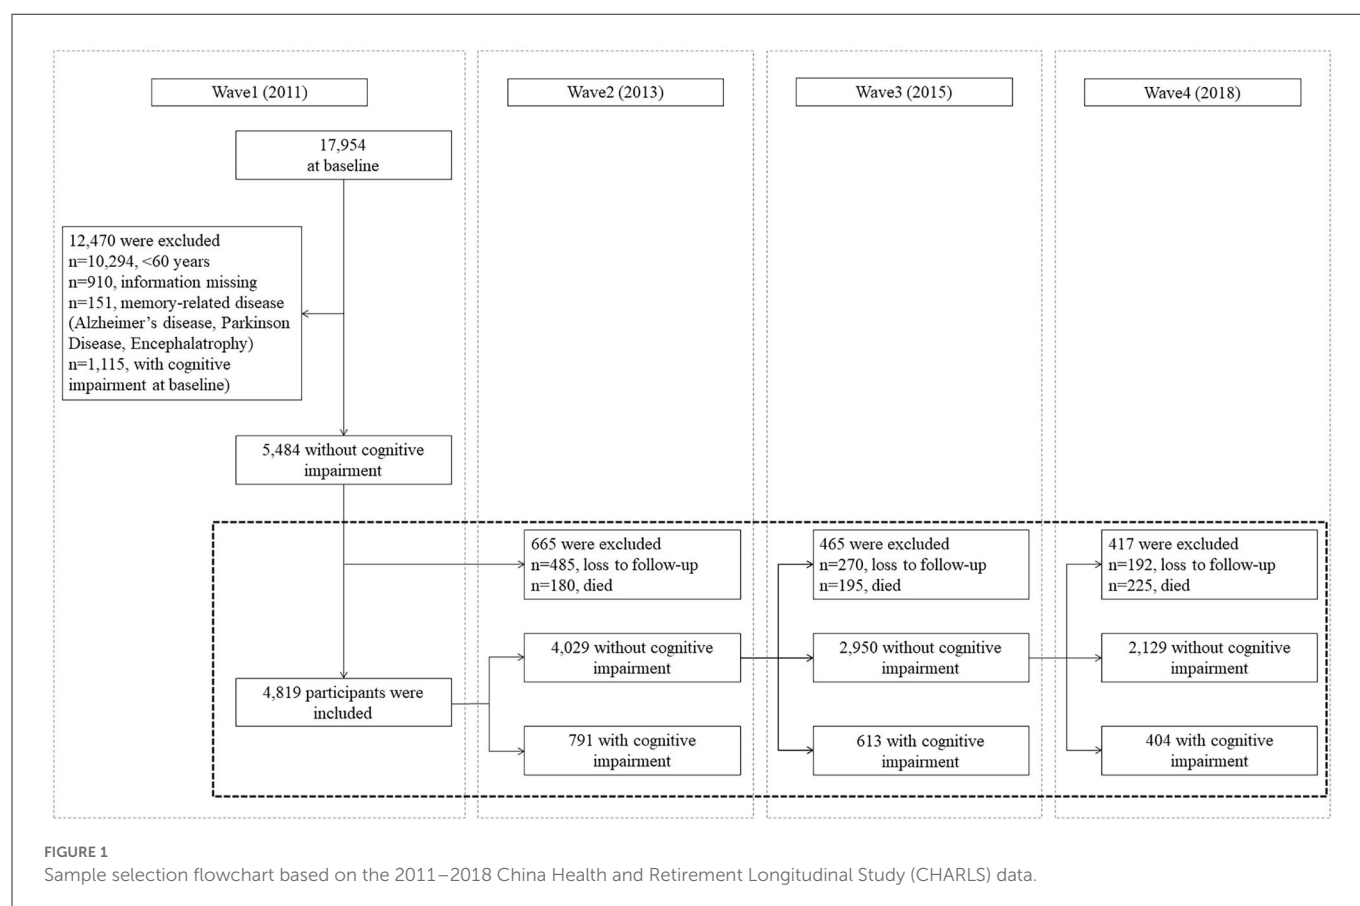 Wave1 (2011)
Wave2 (2013)
Wave3 (2015)
Wave4 (2018)
17,954
at baseline
12,470 were excluded
n=10,294, <60 years
n=910, information missing
n=151, memory-related disease
(Alzheimer's disease, Parkinson
Disease, Encephalatrophy)
n=1,115, with cognitive
impairment at baseline)
5,484 without cognitive
impairment
665 were excluded
n=485, loss to follow-up
n=180, died
465 were excluded
n=270, loss to follow-up
n=195, died
417 were excluded
n=192, loss to follow-up
n=225, died
4,029 without cognitive
impairment
2,950 without cognitive
impairment
2,129 without cognitive
impairment
4,819 participants were
included
791 with cognitive
impairment
613 with cognitive
impairment
404 with cognitive
impairment
FIGURE 1
Sample selection flowchart based on the 2011–2018 China Health and Retirement Longitudinal Study (CHARLS) data.